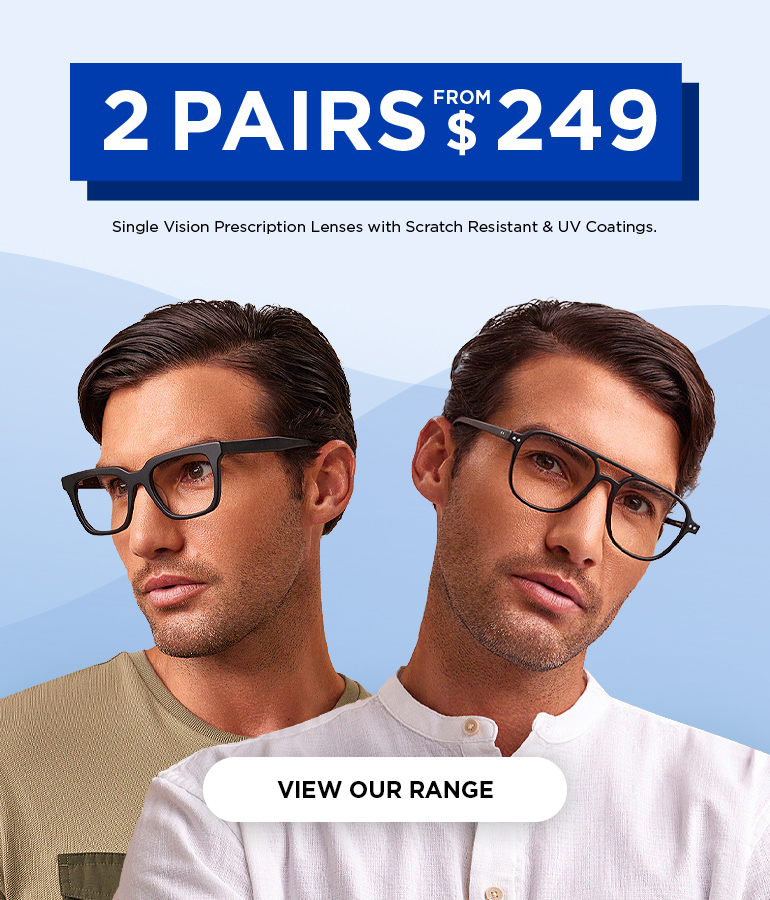 2 PAIRS FROM $249
Single Vision Prescription Lenses with Scratch Resistant & UV Coatings.
VIEW OUR RANGE